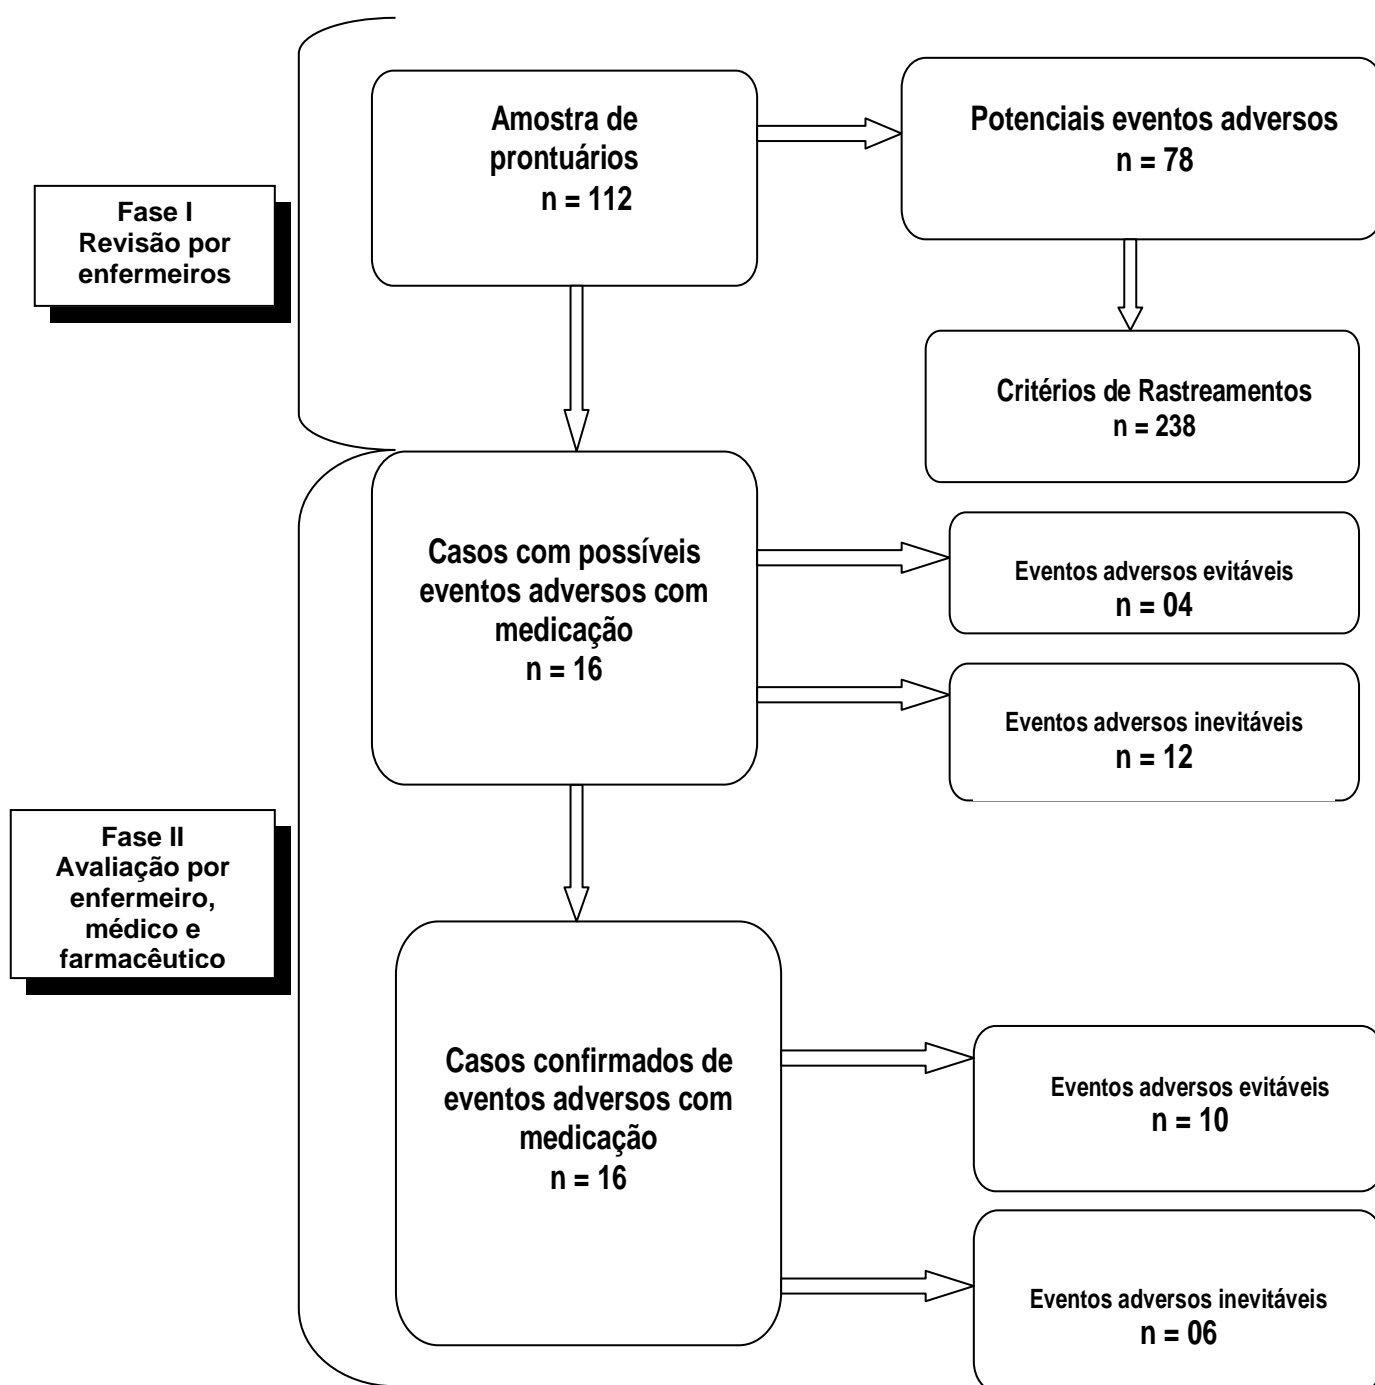 Fase I
Revisão por
enfermeiros
Amostra de
prontuários
n = 112
Potenciais eventos adversos
n = 78
Critérios de Rastreamentos
n = 238
Fase II
Avaliação por
enfermeiro,
médico e
farmacêutico
Casos com possíveis
eventos adversos com
medicação
n = 16
Eventos adversos evitáveis
n = 04
Eventos adversos inevitáveis
n = 12
Casos confirmados de
eventos adversos com
medicação
n = 16
Eventos adversos evitáveis
n = 10
Eventos adversos inevitáveis
n = 06